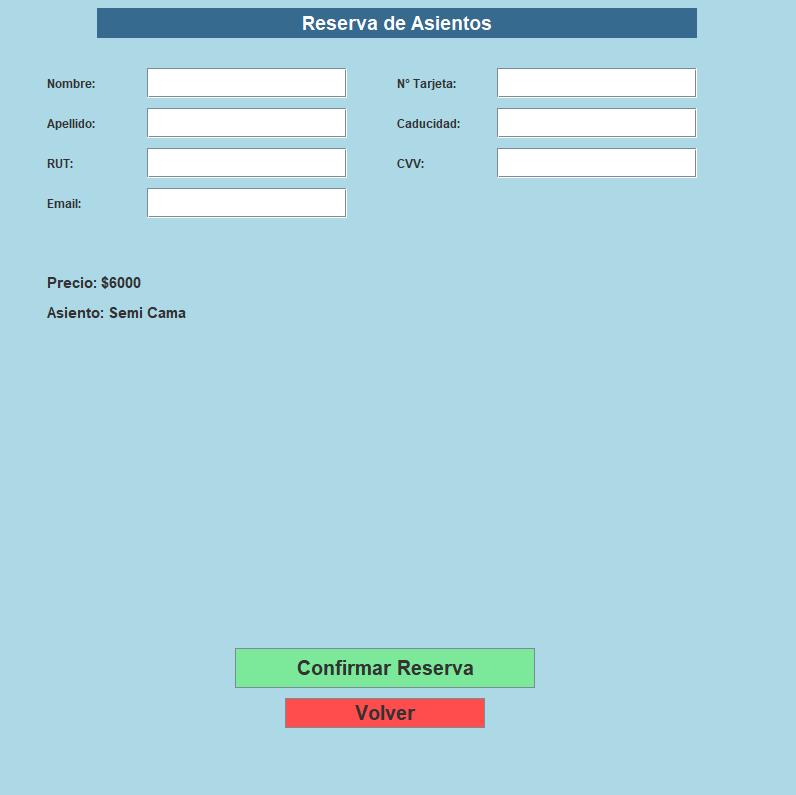 Reserva de Asientos
Nombre:
N° Tarjeta:
Apellido:
Caducidad:
RUT:
CVV:
Email:
Precio: $6000
Asiento: Semi Cama
Confirmar Reserva
Volver